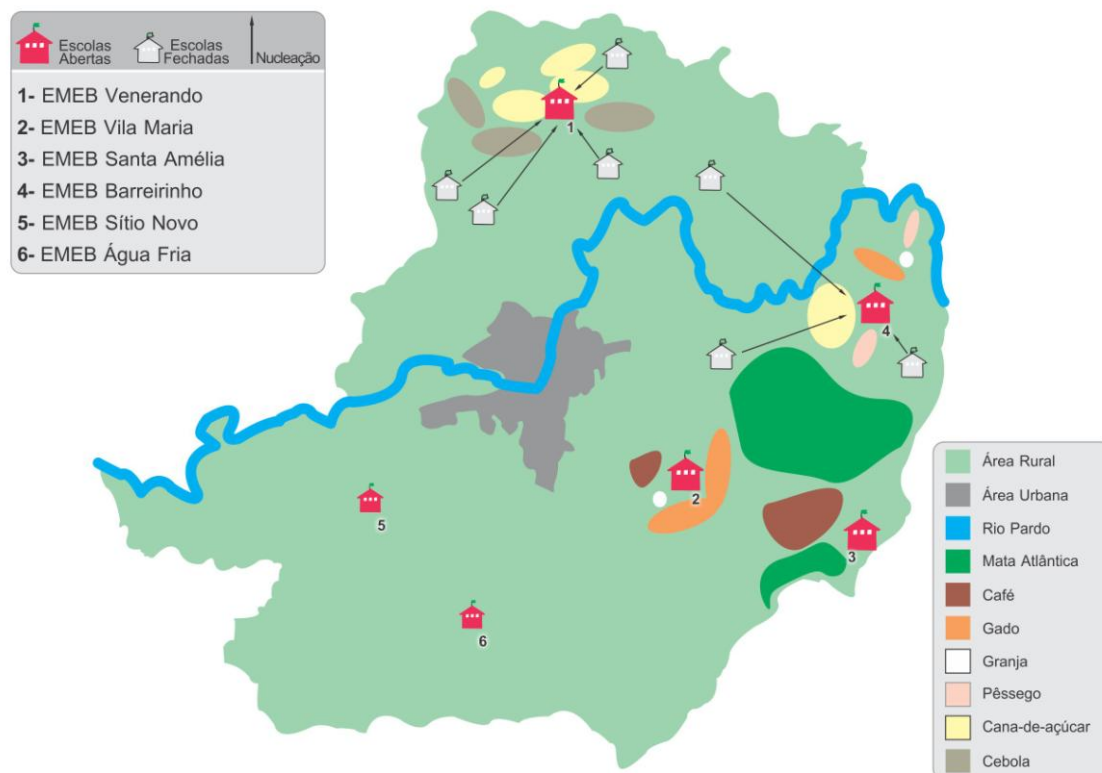 Escolas
Abertas
Escolas
Fechadas
Nucleação
1- EMEB Venerando
2- EMEB Vila Maria
3- EMEB Santa Amélia
4- EMEB Barreirinho
5- EMEB Sítio Novo
6- EMEB Água Fria
1
4
2
5
3
6
Área Rural
Área Urbana
Rio Pardo
Mata Atlântica
Café
Gado
Granja
Pêssego
Cana-de-açúcar
Cebola